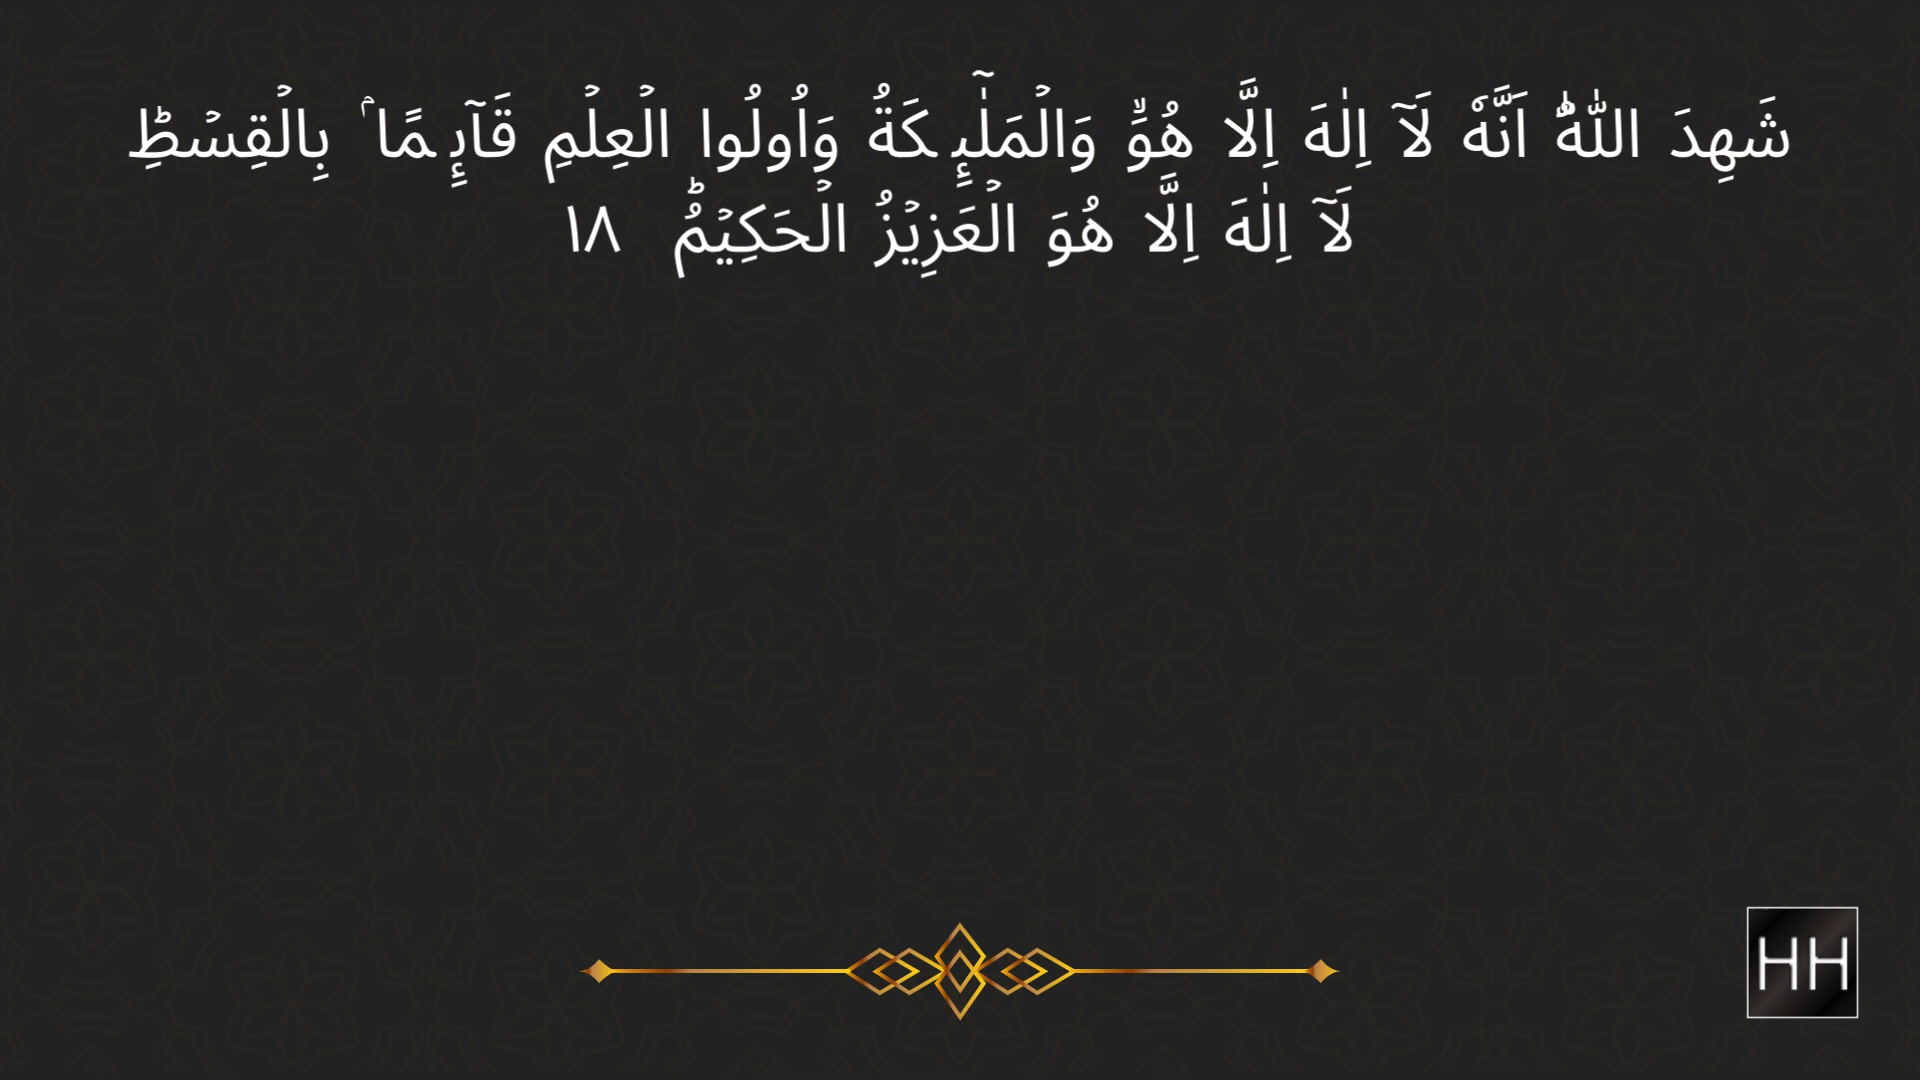 شَهِدَ اللّٰهُ اَنَّهٗ لَاۤ اِلٰهَ اِلَّا هُوَۙ وَالۡمَلٰٓٮِٕكَةُ وَاُولُوا الۡعِلۡمِ قَآٮِٕمًا ۢ بِالۡقِسۡطِ​ؕ
لَاۤ اِلٰهَ اِلَّا هُوَ الۡعَزِيۡزُ الۡحَكِيۡمُؕ‏ ١٨
HH